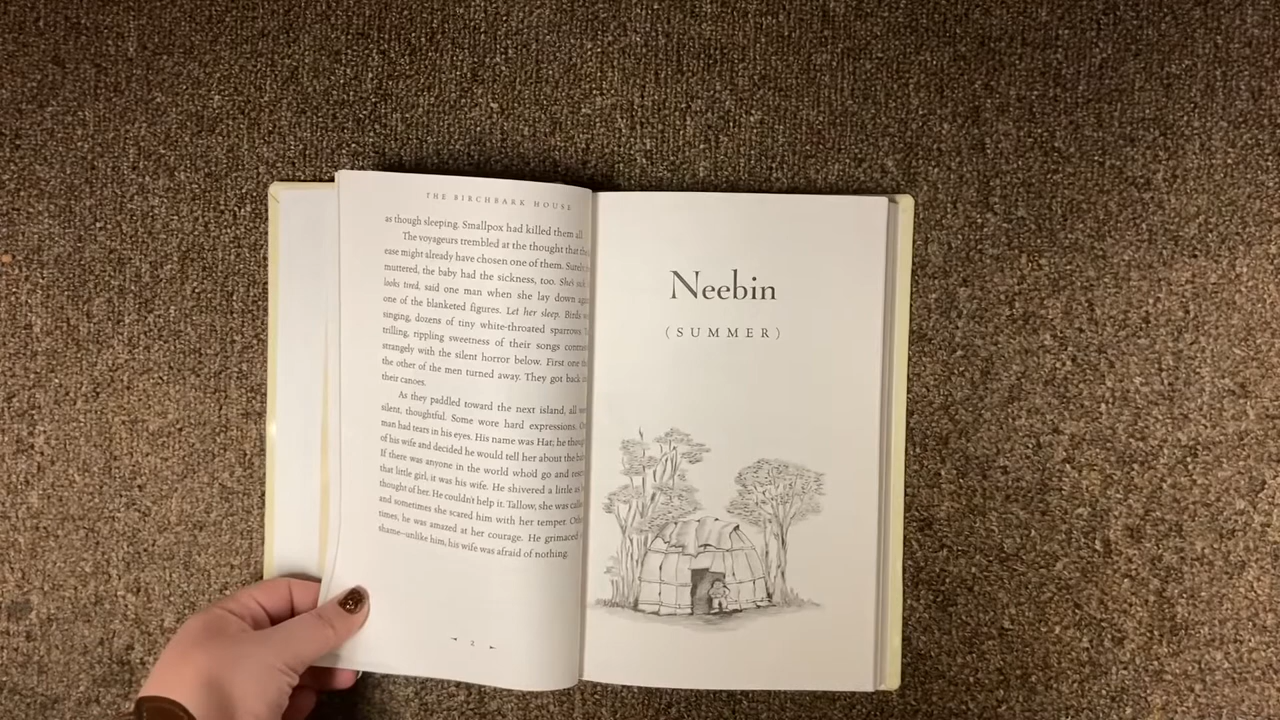 THE BIRCHBARK HOUSE
as though sleeping. Smallpox had killed them all.
The voyageurs trembled at the thought that the
ease might already have chosen one of them. Surely,
muttered, the baby had the sickness, too. She's sick
looks tired, said one man when she lay down
one of the blanketed figures. Let her sleep. Birds
singing, dozens of tiny white-throated sparrows.
trilling, rippling sweetness of their songs
strangely with the silent horror below. First one
the other of the men turned away. They got back
their canoes.
As they paddled toward the next island, all
silent, thoughtful. Some wore hard expressions.
man had tears in his eyes. His name was Hat; he
of his wife and decided he would tell her about the
If there was anyone in the world who'd go and
that little girl, it was his wife. He shivered a little as
thought of her. He couldn't help it. Tallow, she was
and sometimes she scared him with her temper.
times, he was amazed at her courage. He grimaced
shame—unlike him, his wife was afraid of nothing.
2
Neebin
(SUMMER)